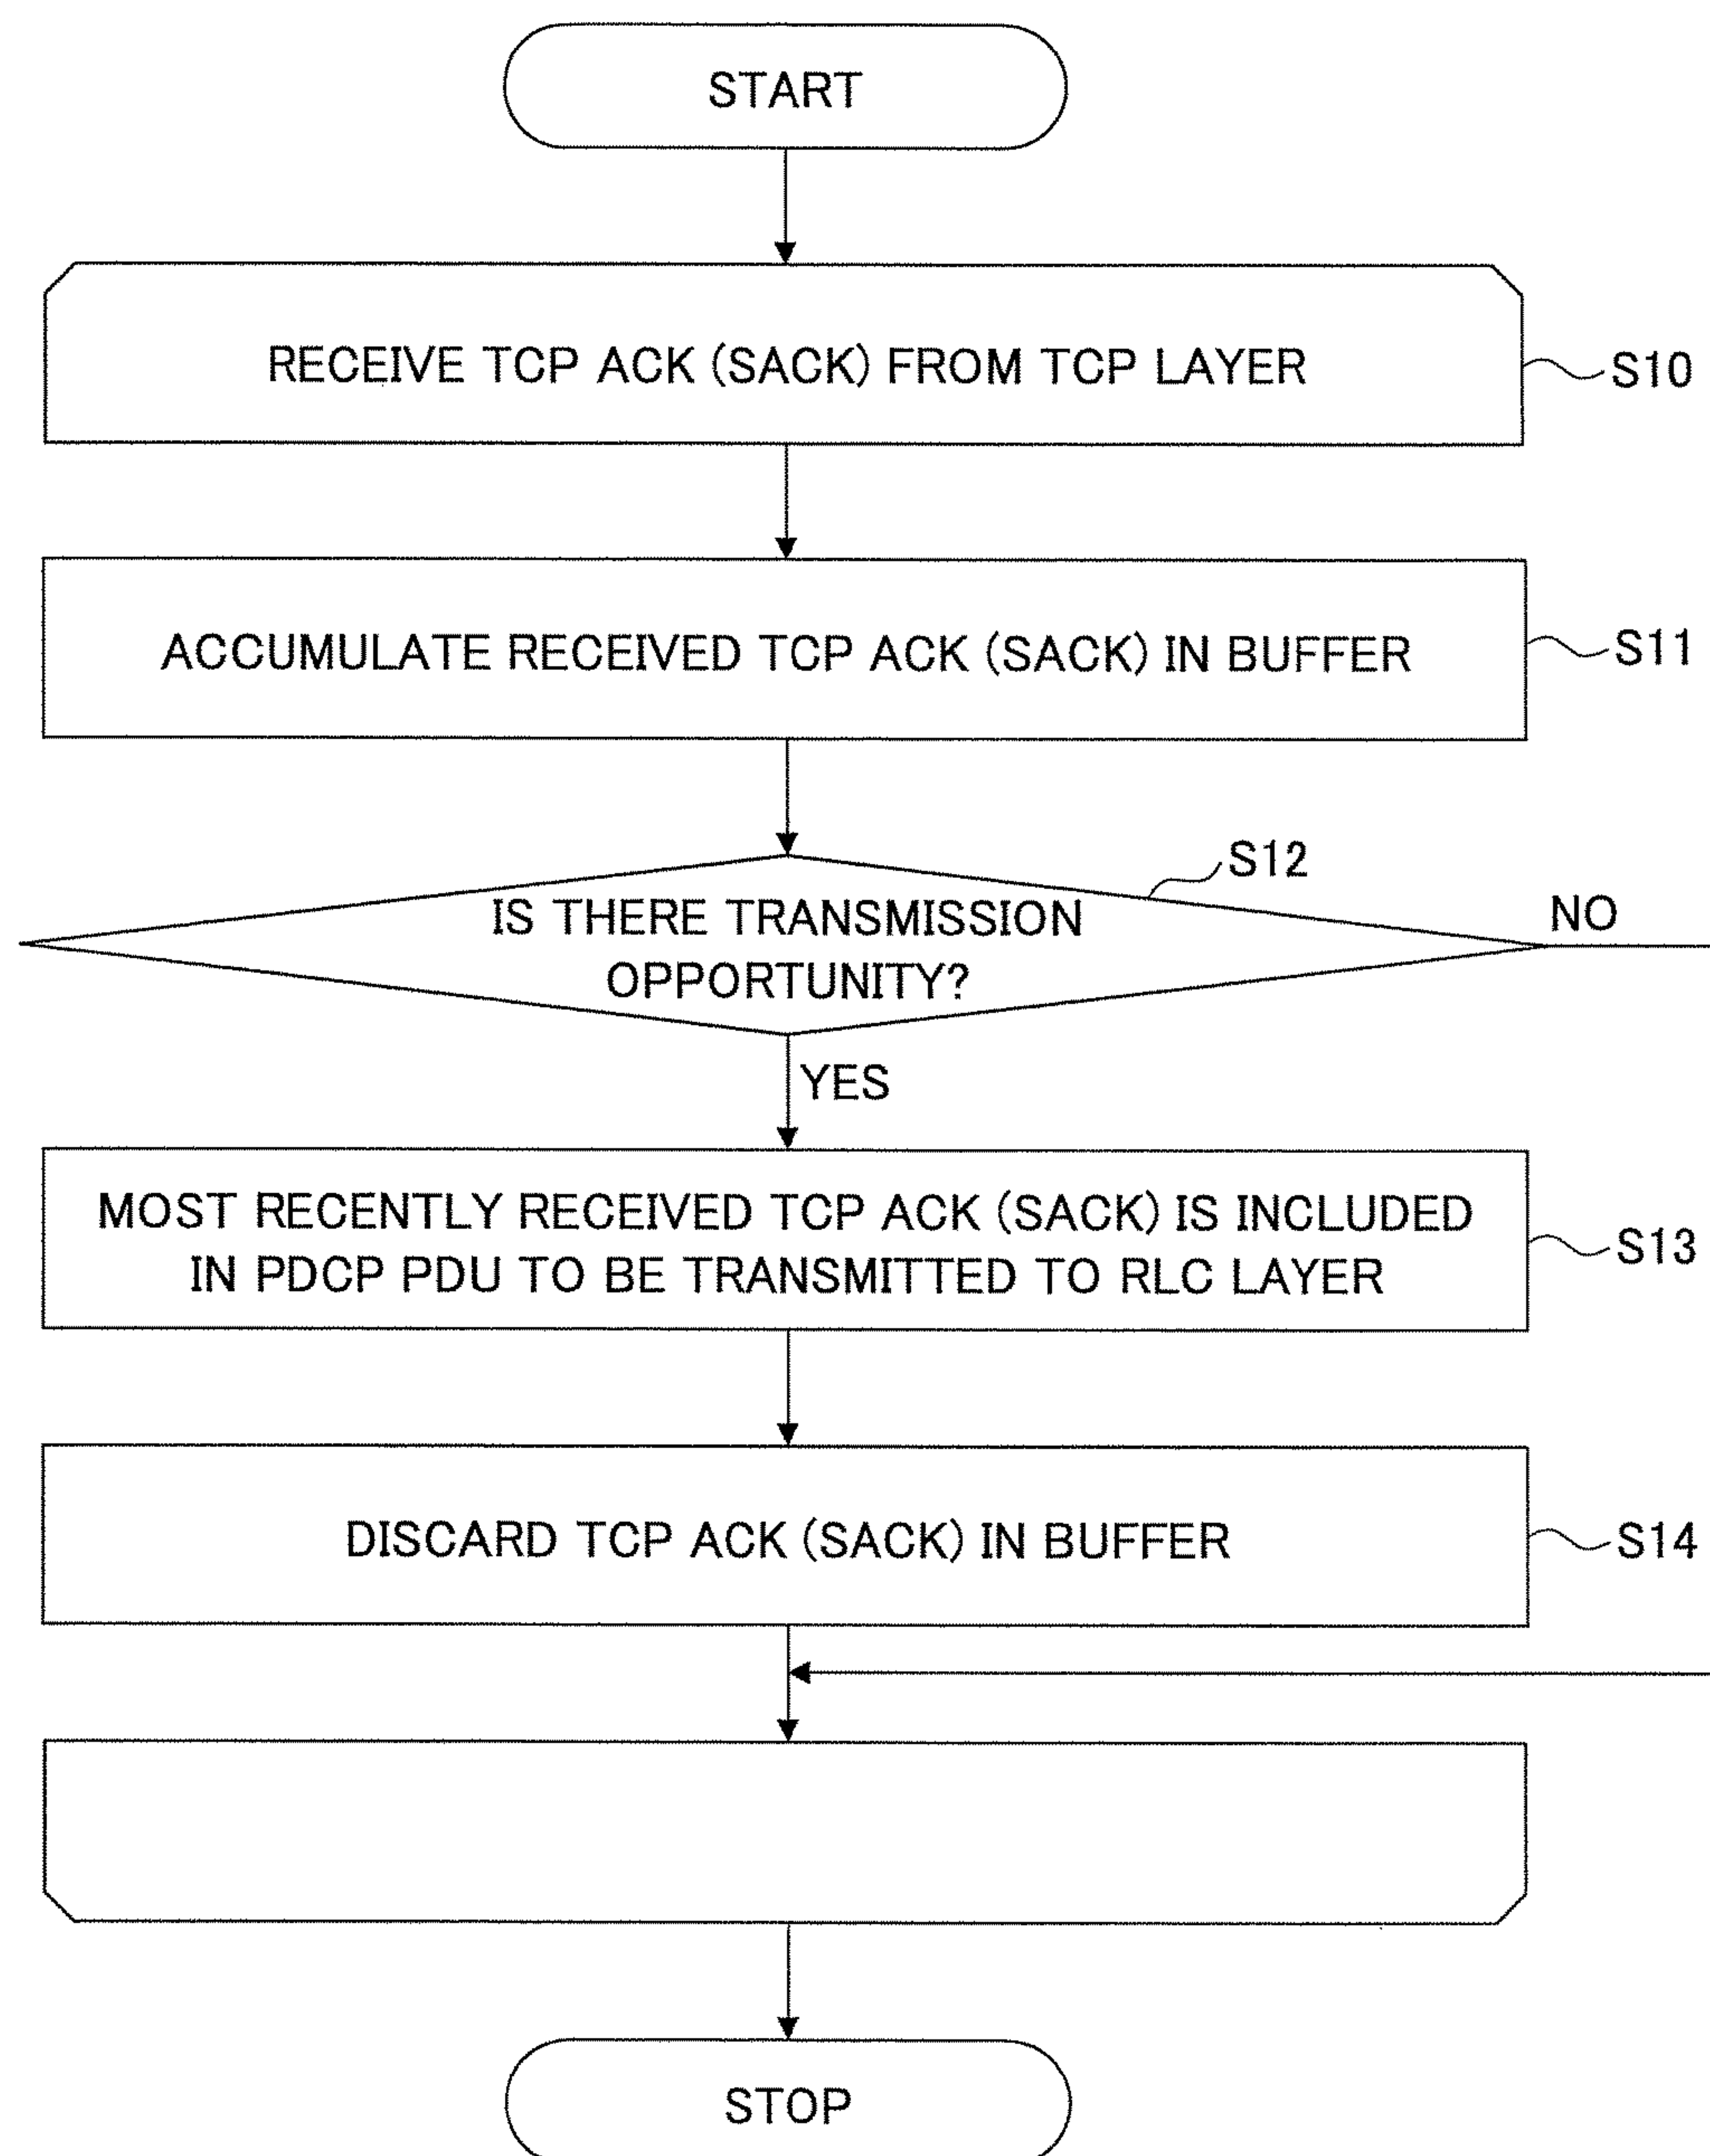 START
RECEIVE TCP ACK (SACK) FROM TCP LAYER
S10
ACCUMULATE RECEIVED TCP ACK (SACK) IN BUFFER
S11
S12
IS THERE TRANSMISSION
OPPORTUNITY?
NO
YES
MOST RECENTLY RECEIVED TCP ACK (SACK) IS INCLUDED
IN PDCP PDU TO BE TRANSMITTED TO RLC LAYER
S13
DISCARD TCP ACK (SACK) IN BUFFER
S14
STOP